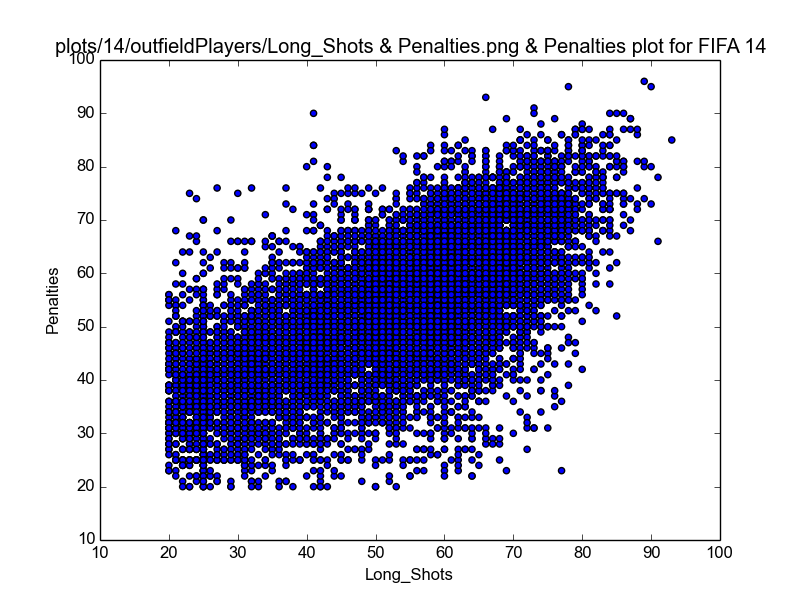 plots/14/outfieldPlayers/Long_Shots & Penalties.png & Penalties plot for FIFA 14
100
90
80
70
60
50
40
30
20
10
Penalties
10 20 30 40 50 60 70 80 90 100
Long_Shots